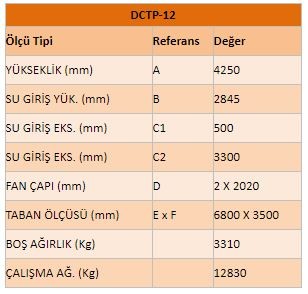 DCTP-12
Ölçü Tipi Referans Değer
YÜKSEKLİK (mm) A 4250
SU GİRİŞ YÜK. (mm) B 2845
SU GİRİŞ EKS. (mm) C1 500
SU GİRİŞ EKS. (mm) C2 3300
FAN ÇAPI (mm) D 2 X 2020
TABAN ÖLÇÜSÜ (mm) E x F 6800 X 3500
BOŞ AĞIRLIK (Kg) 3310
ÇALIŞMA AĞ. (Kg) 12830